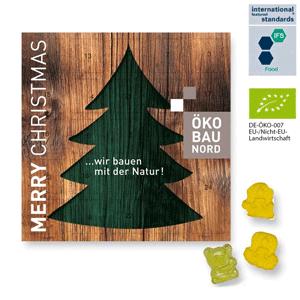 international
featured
standards
IFS
Food
DE-ÖKO-007
EU-/Nicht-EU-
Landwirtschaft
MERRY CHRISTMAS
ÖKO
BAU
NORD
...wir bauen
mit der Natur!